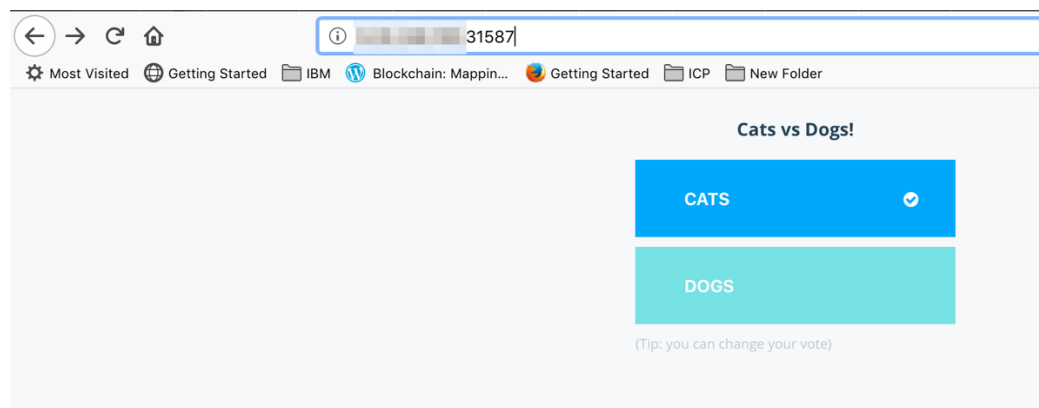 31587
Most Visited Getting Started IBM Blockchain: Mappin... Getting Started ICP New Folder
Cats vs Dogs!
CATS
DOGS
(Tip: you can change your vote)